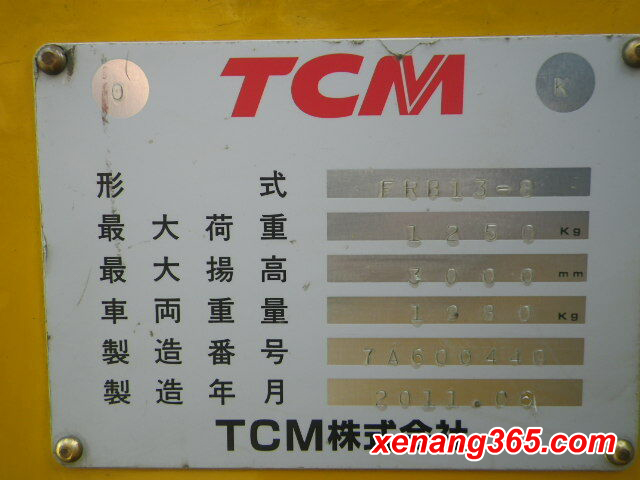 O TCM K
形式 FRB13-8
最大荷重 1250 Kg
最大揚高 3000 mm
車両重量 1980 Kg
製造番号 7A600440
製造年月 2011.06
TCM株式会社
xenang365.com